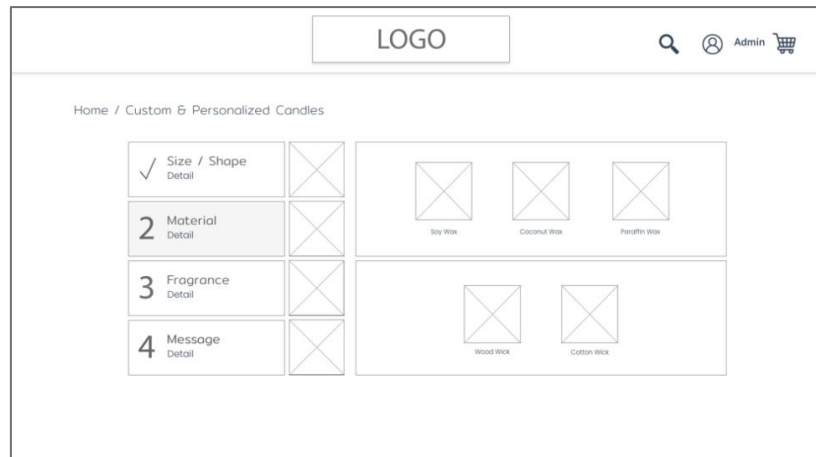 LOGO
Admin
Home / Custom & Personalized Candles
Size / Shape
Detail
2 Material
Detail
3 Fragrance
Detail
4 Message
Detail
Soy Wax
Coconut Wax
Paraffin Wax
Wood Wick
Cotton Wick